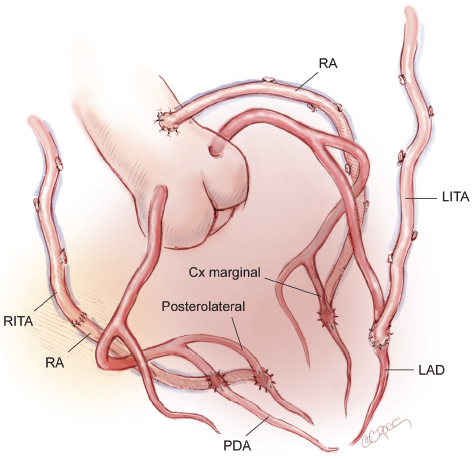 RA
LITA
Cx marginal
Posterolateral
RITA
RA
LAD
PDA